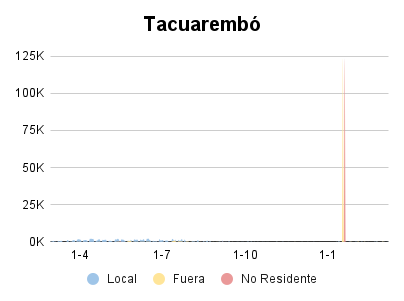 Tacuarembó
125K
100K
75K
50K
25K
0K
1-4 1-7 1-10 1-1
Local Fuera No Residente